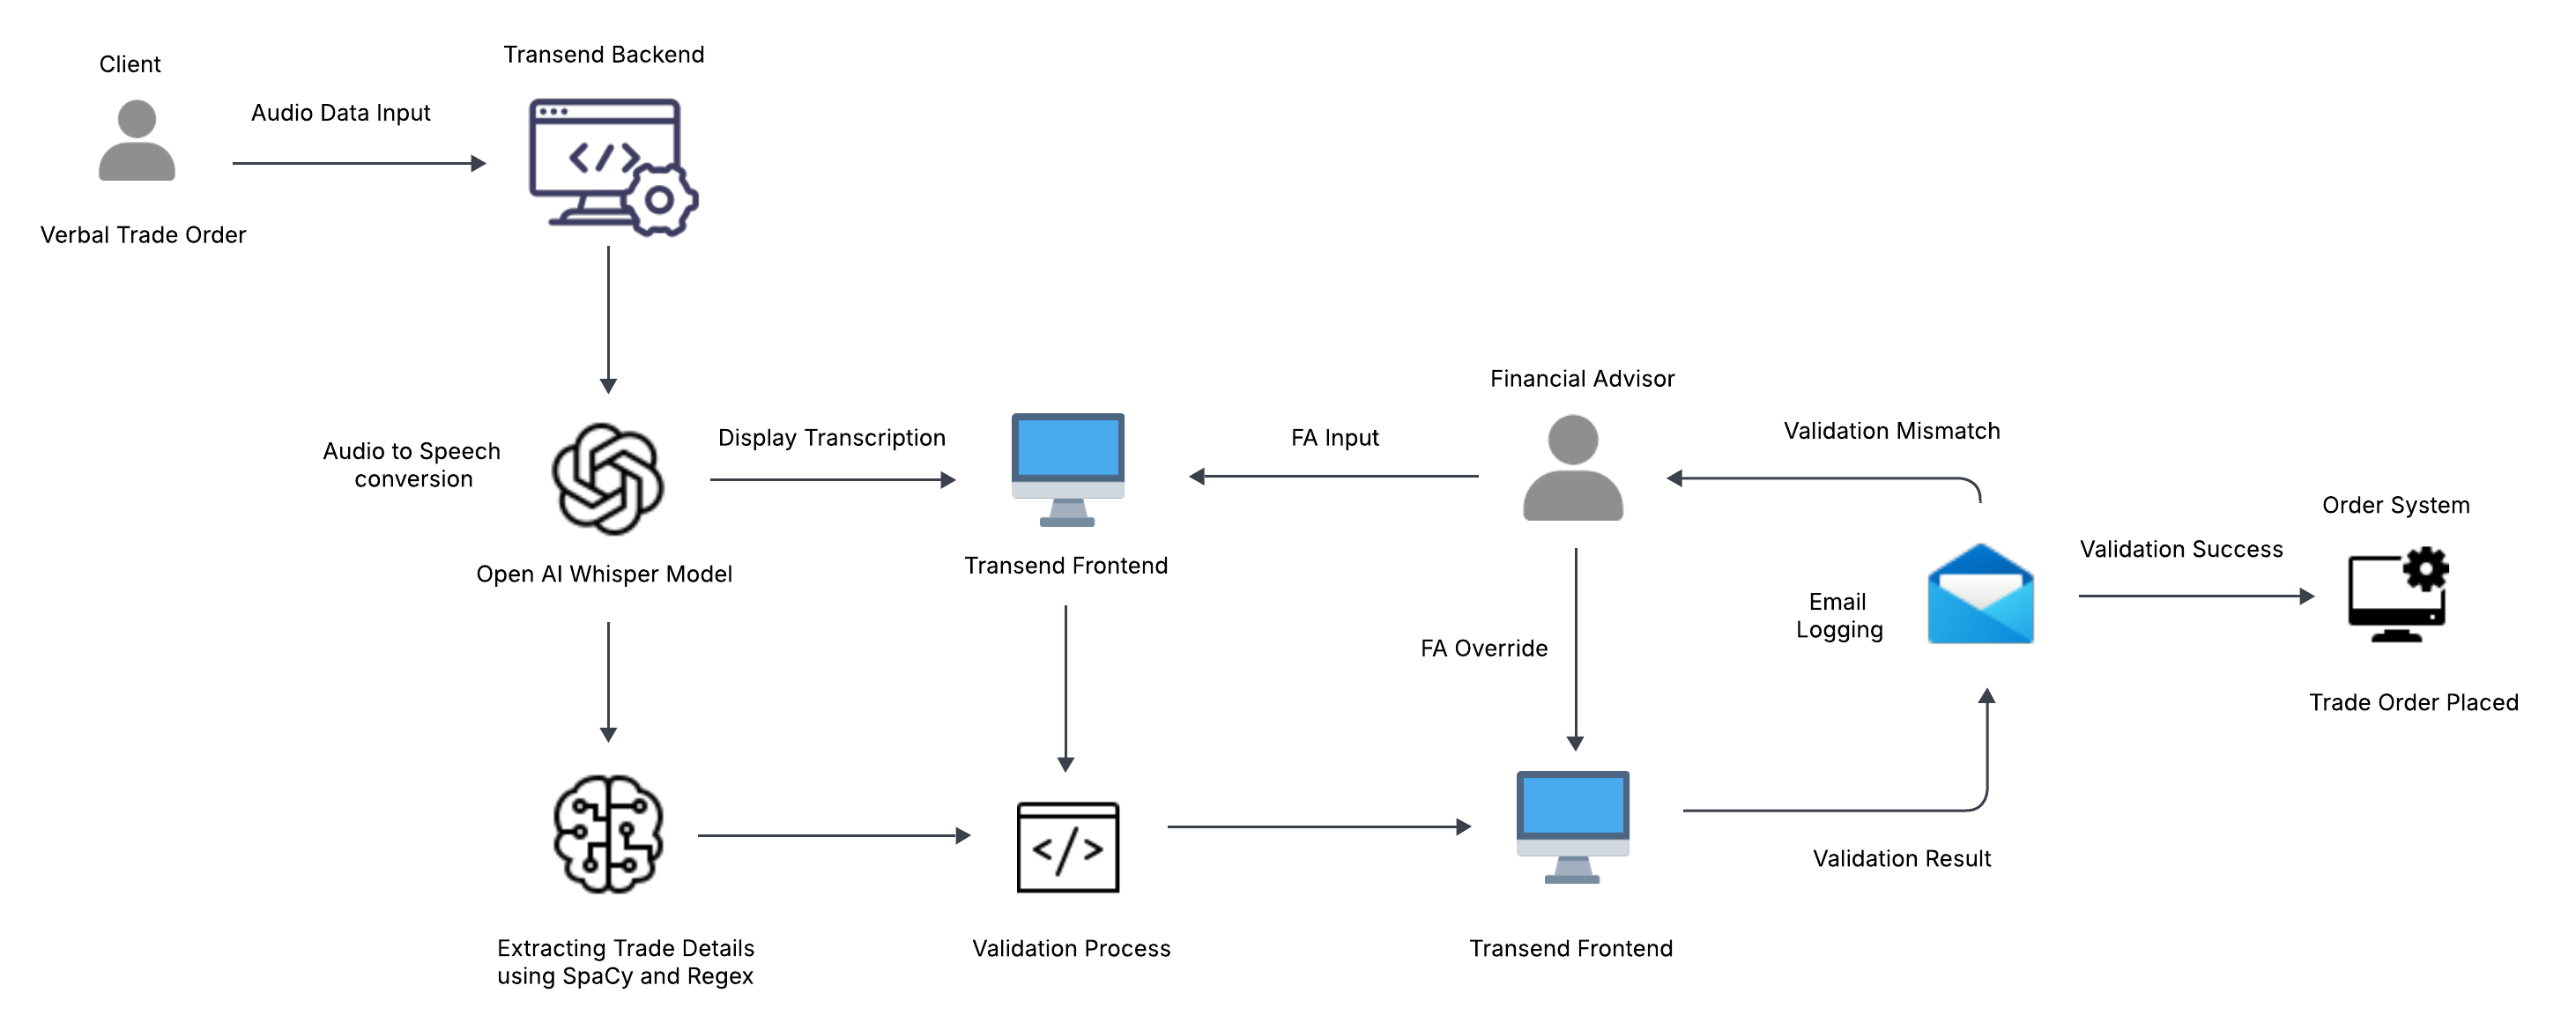 Client
Transend Backend
Audio Data Input
</>
Verbal Trade Order
Financial Advisor
Audio to Speech
conversion
Display Transcription
FA Input
Validation Mismatch
Order System
Open AI Whisper Model
Transend Frontend
Validation Success
Email
Logging
FA Override
Trade Order Placed
</>
Validation Result
Extracting Trade Details
using SpaCy and Regex
Validation Process
Transend Frontend